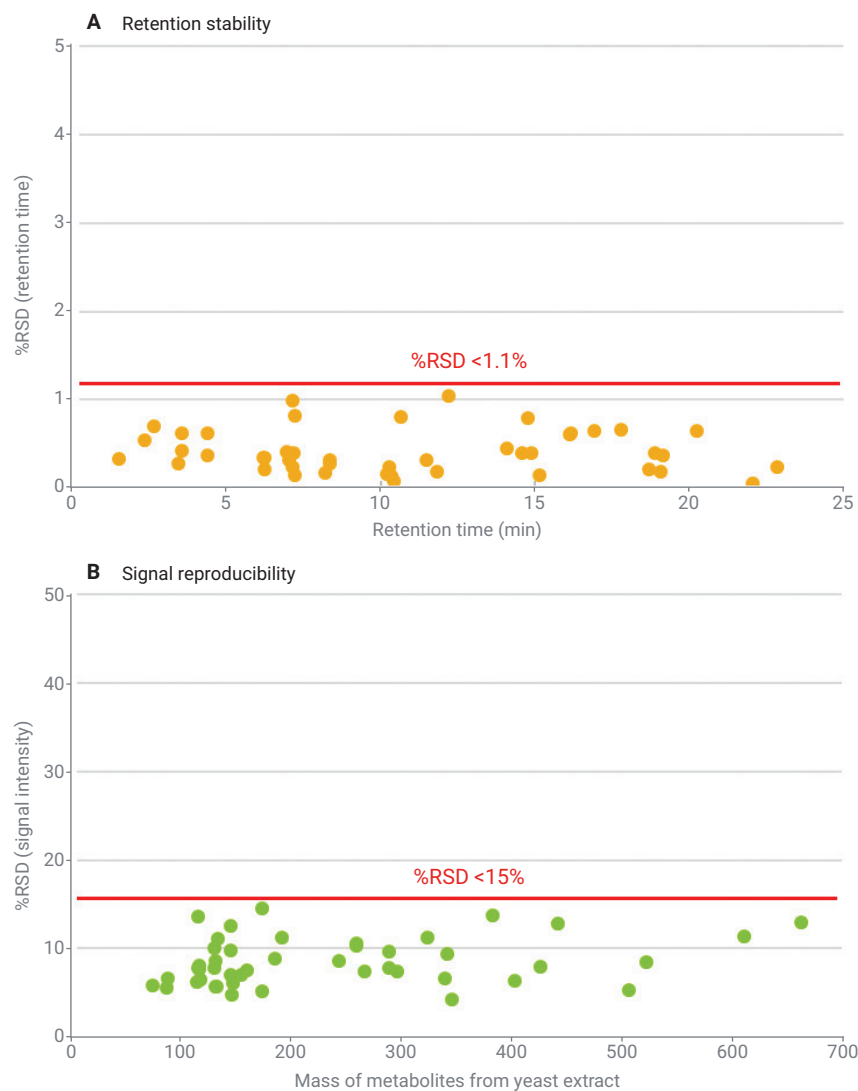 A Retention stability
5
4
3
2
1
0
%RSD (retention time)
%RSD <1.1%
0 5 10 15 20 25
Retention time (min)
B Signal reproducibility
50
40
30
20
10
0
%RSD (signal intensity)
%RSD <15%
0 100 200 300 400 500 600 700
Mass of metabolites from yeast extract